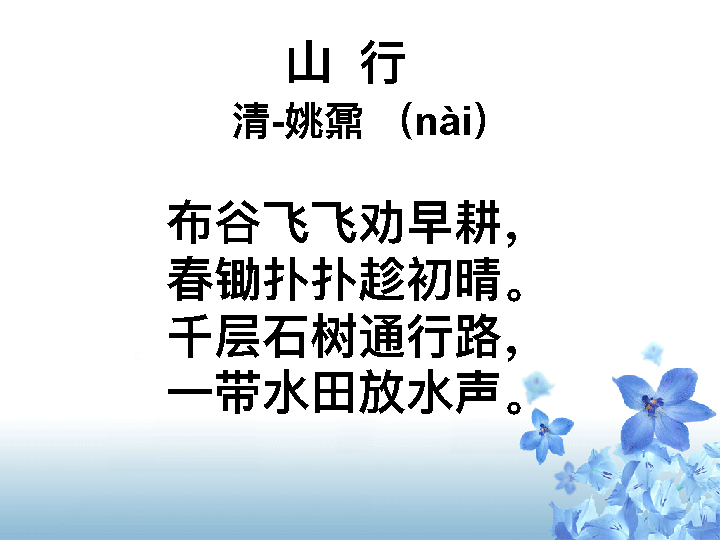 山 行
清-姚鼐 （nài）
布谷飞飞劝早耕，
春锄扑扑趁初晴。
千层石树通行路，
一带水田放水声。